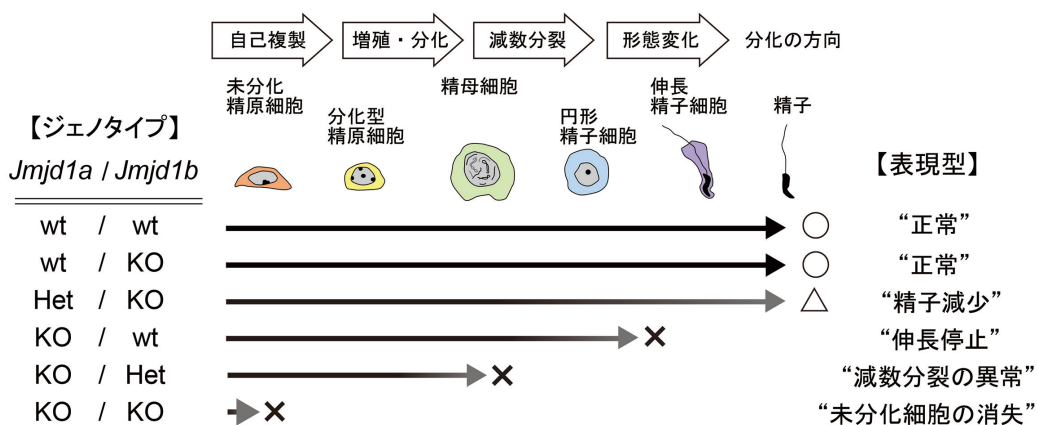 自己複製 増殖・分化 減数分裂 形態変化 分化の方向
未分化
精原細胞
分化型
精原細胞
精母細胞
円形
精子細胞
伸長
精子細胞
精子
【ジェノタイプ】
Jmjd1a / Jmjd1b
【表現型】
wt / wt ○ “正常”
wt / KO ○ “正常”
Het / KO △ “精子減少”
KO / wt × “伸長停止”
KO / Het × “減数分裂の異常”
KO / KO × “未分化細胞の消失”